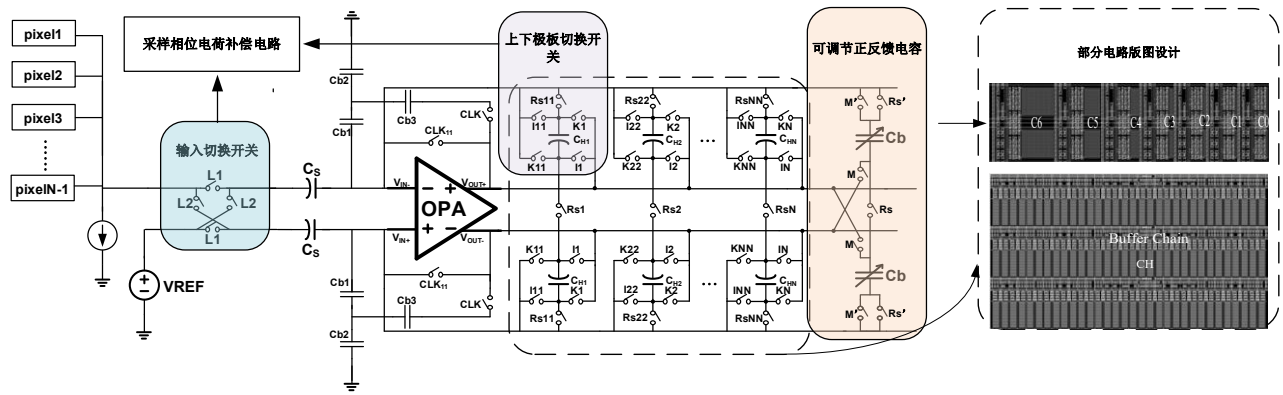 pixel1
pixel2
pixel3
pixelN-1
采样相位电荷补偿电路
输入切换开关
L1
L2
L2
L1
VREF
Cs
Cs
Cb2
Cb1
Cb3
CLK
CLK11
VIN-
VOUT+
OPA
VIN+
VOUT-
CLK11
CLK
Cb1
Cb3
Cb2
上下极板切换开
关
Rs11
I11
K1
CH1
K11
I1
Rs22
I22
K2
CH2
K22
I2
...
RsNN
INN
KN
CHN
KNN
IN
Rs1
Rs2
RsN
K11
I1
I11
CH1
K1
Rs11
K22
I2
I22
CH2
K2
Rs22
...
KNN
IN
INN
CHN
KN
RsNN
可调节正反馈电容
M'
Rs'
Cb
M
Rs
M
Cb
M'
Rs'
部分电路版图设计
C6
C5
C4
C3
C2
C1
C0
Buffer Chain
CH